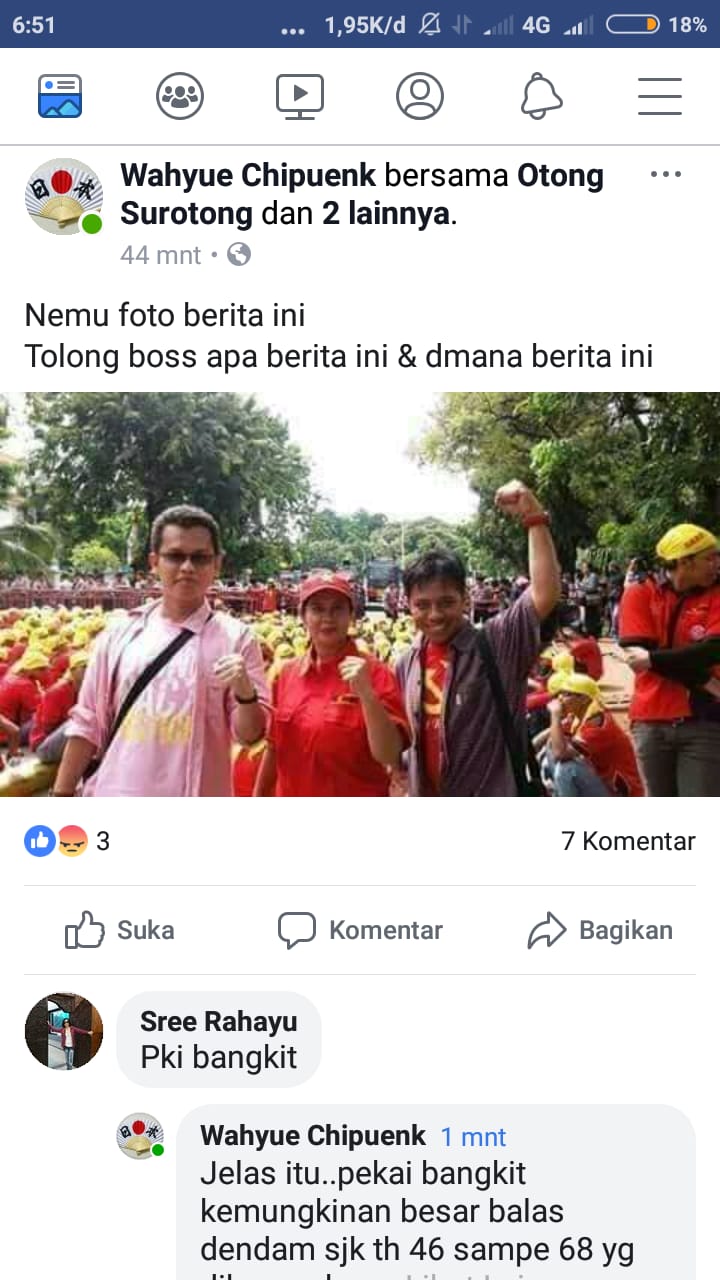 6:51 ... 1,95K/d 4G 18%
Wahyue Chipuenk bersama Otong
Surotong dan 2 lainnya.
44 mnt
Nemu foto berita ini
Tolong boss apa berita ini & dmana berita ini
3 7 Komentar
Suka Komentar Bagikan
Sree Rahayu
Pki bangkit
Wahyue Chipuenk 1 mnt
Jelas itu..pekai bangkit
kemungkinan besar balas
dendam sjk th 46 sampe 68 yg